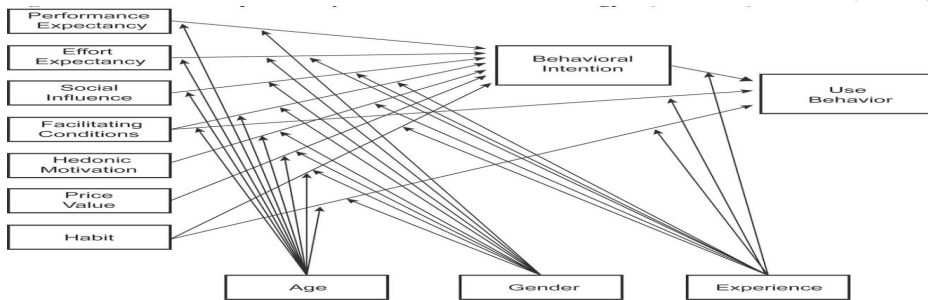 Performance
Expectancy
Effort
Expectancy
Social
Influence
Facilitating
Conditions
Hedonic
Motivation
Price
Value
Habit
Behavioral
Intention
Use
Behavior
Age
Gender
Experience